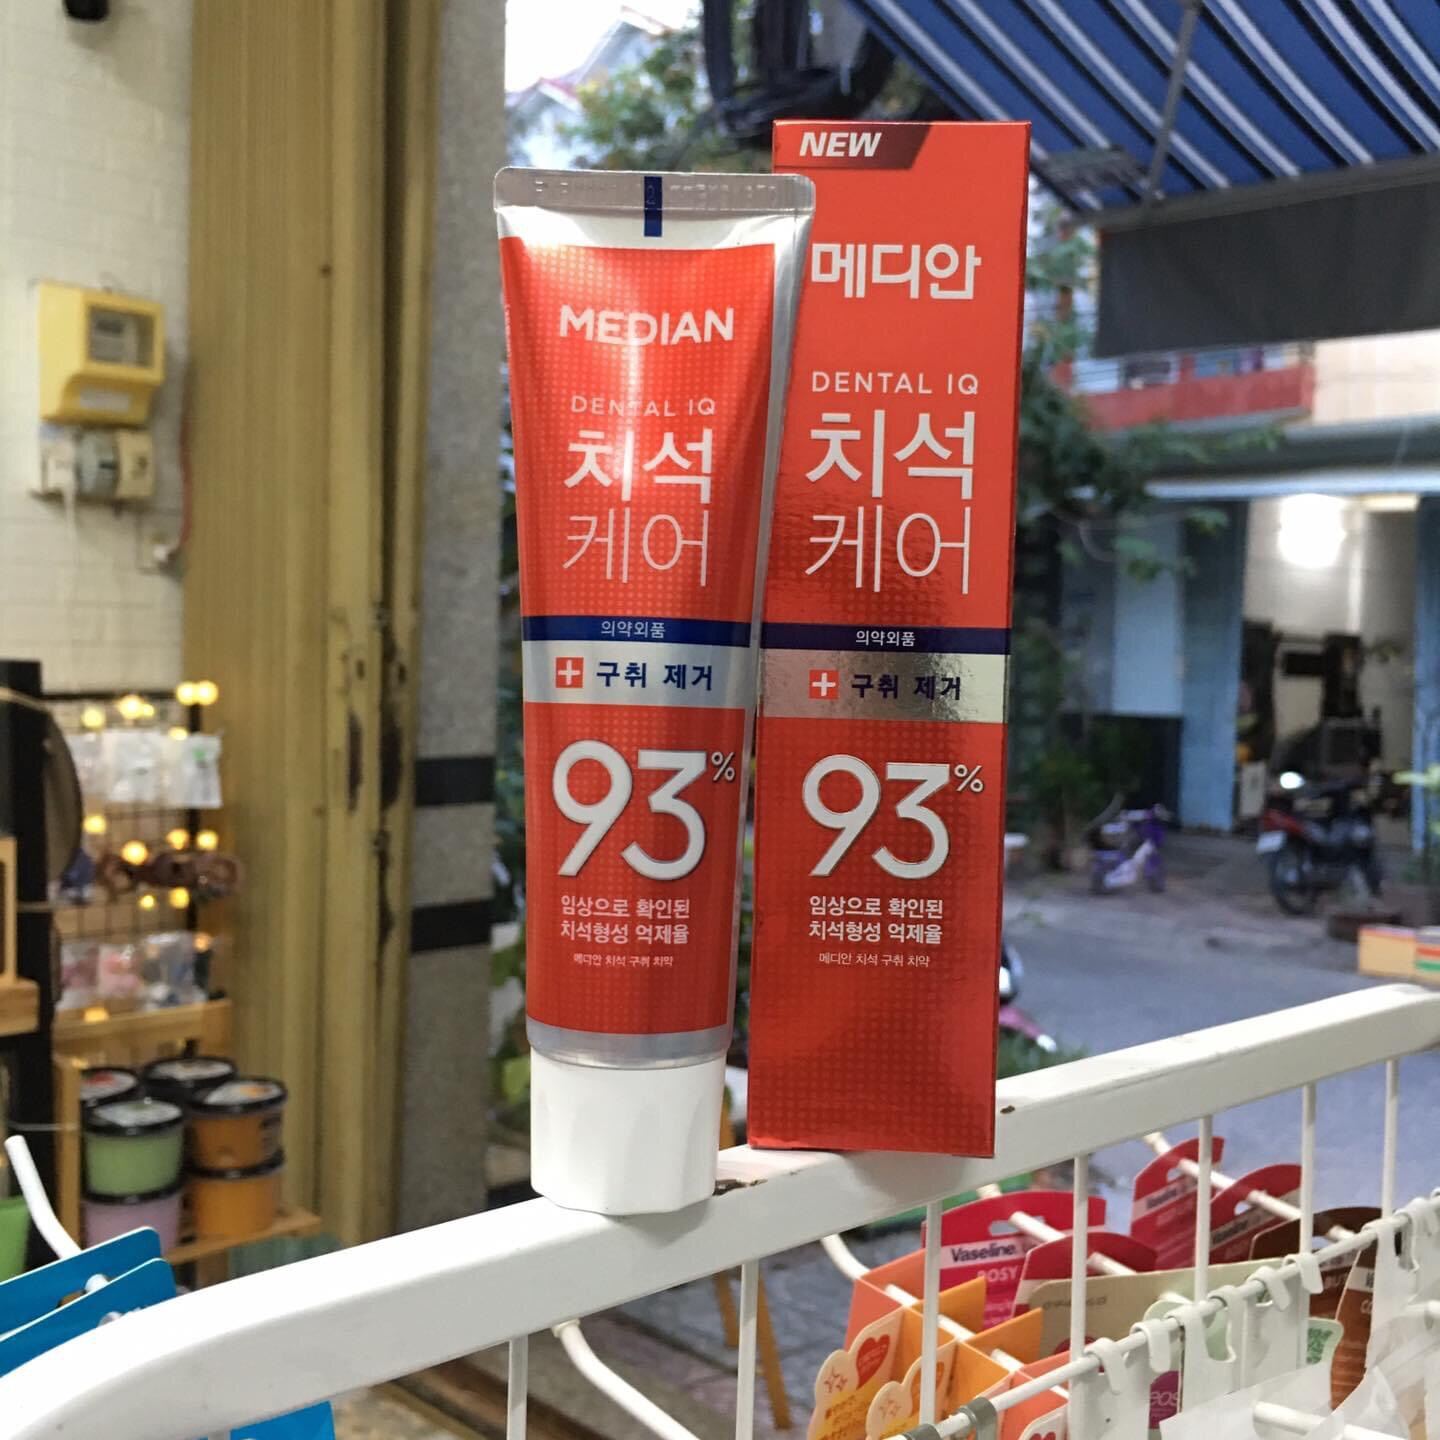 MEDIAN
DENTAL IQ
치석
케어
의약외품
+ 구취 제거
93%
임상으로 확인된
치석형성 억제율
메디안 치석 구취 치약
NEW
메디안
DENTAL IQ
치석
케어
의약외품
+ 구취 제거
93%
임상으로 확인된
치석형성 억제율
메디안 치석 구취 치약
Vaseline.
ROSY
Vaseline
eos